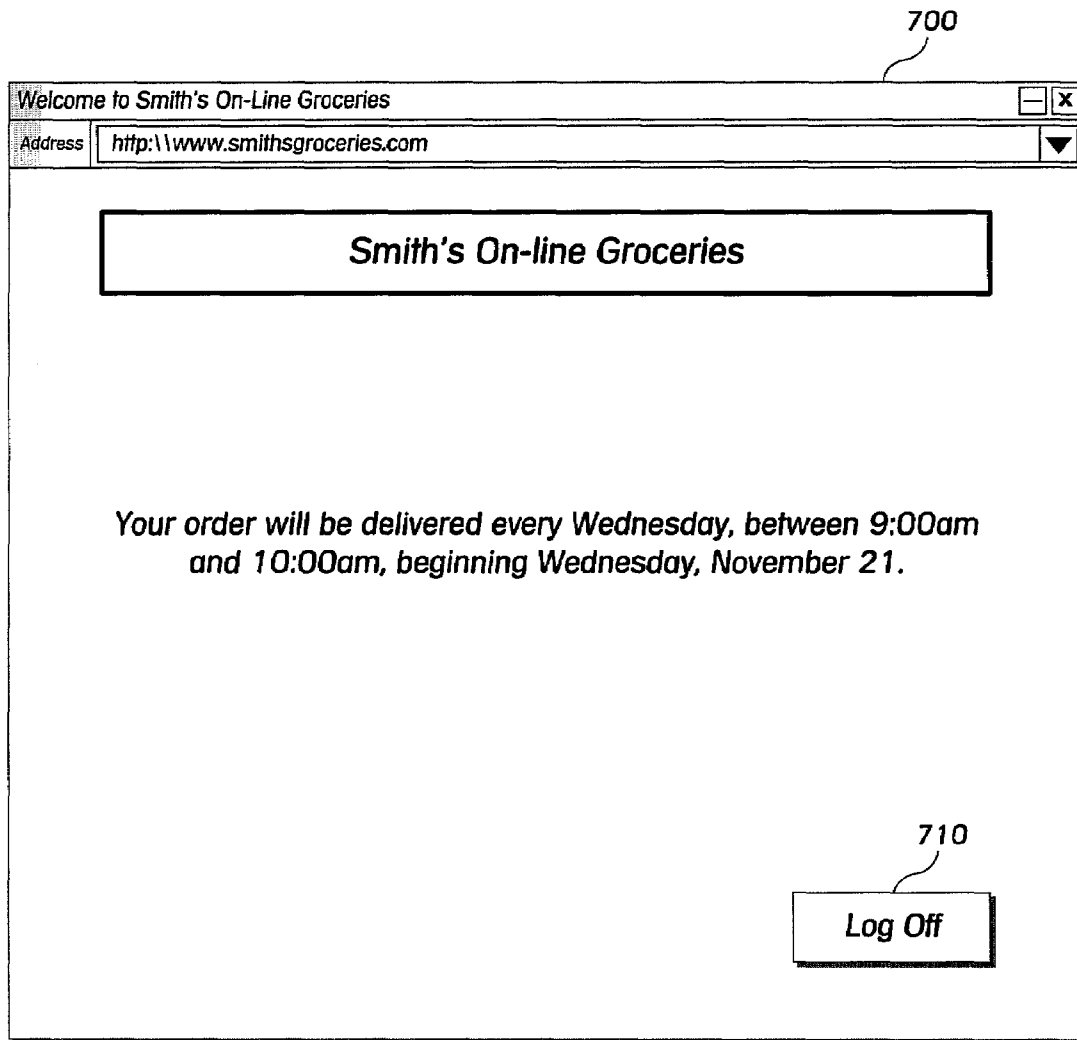 700
Welcome to Smith's On-Line Groceries
— X
Address http:\\www.smithsgroceries.com
Smith's On-line Groceries
Your order will be delivered every Wednesday, between 9:00am
and 10:00am, beginning Wednesday, November 21.
710
Log Off